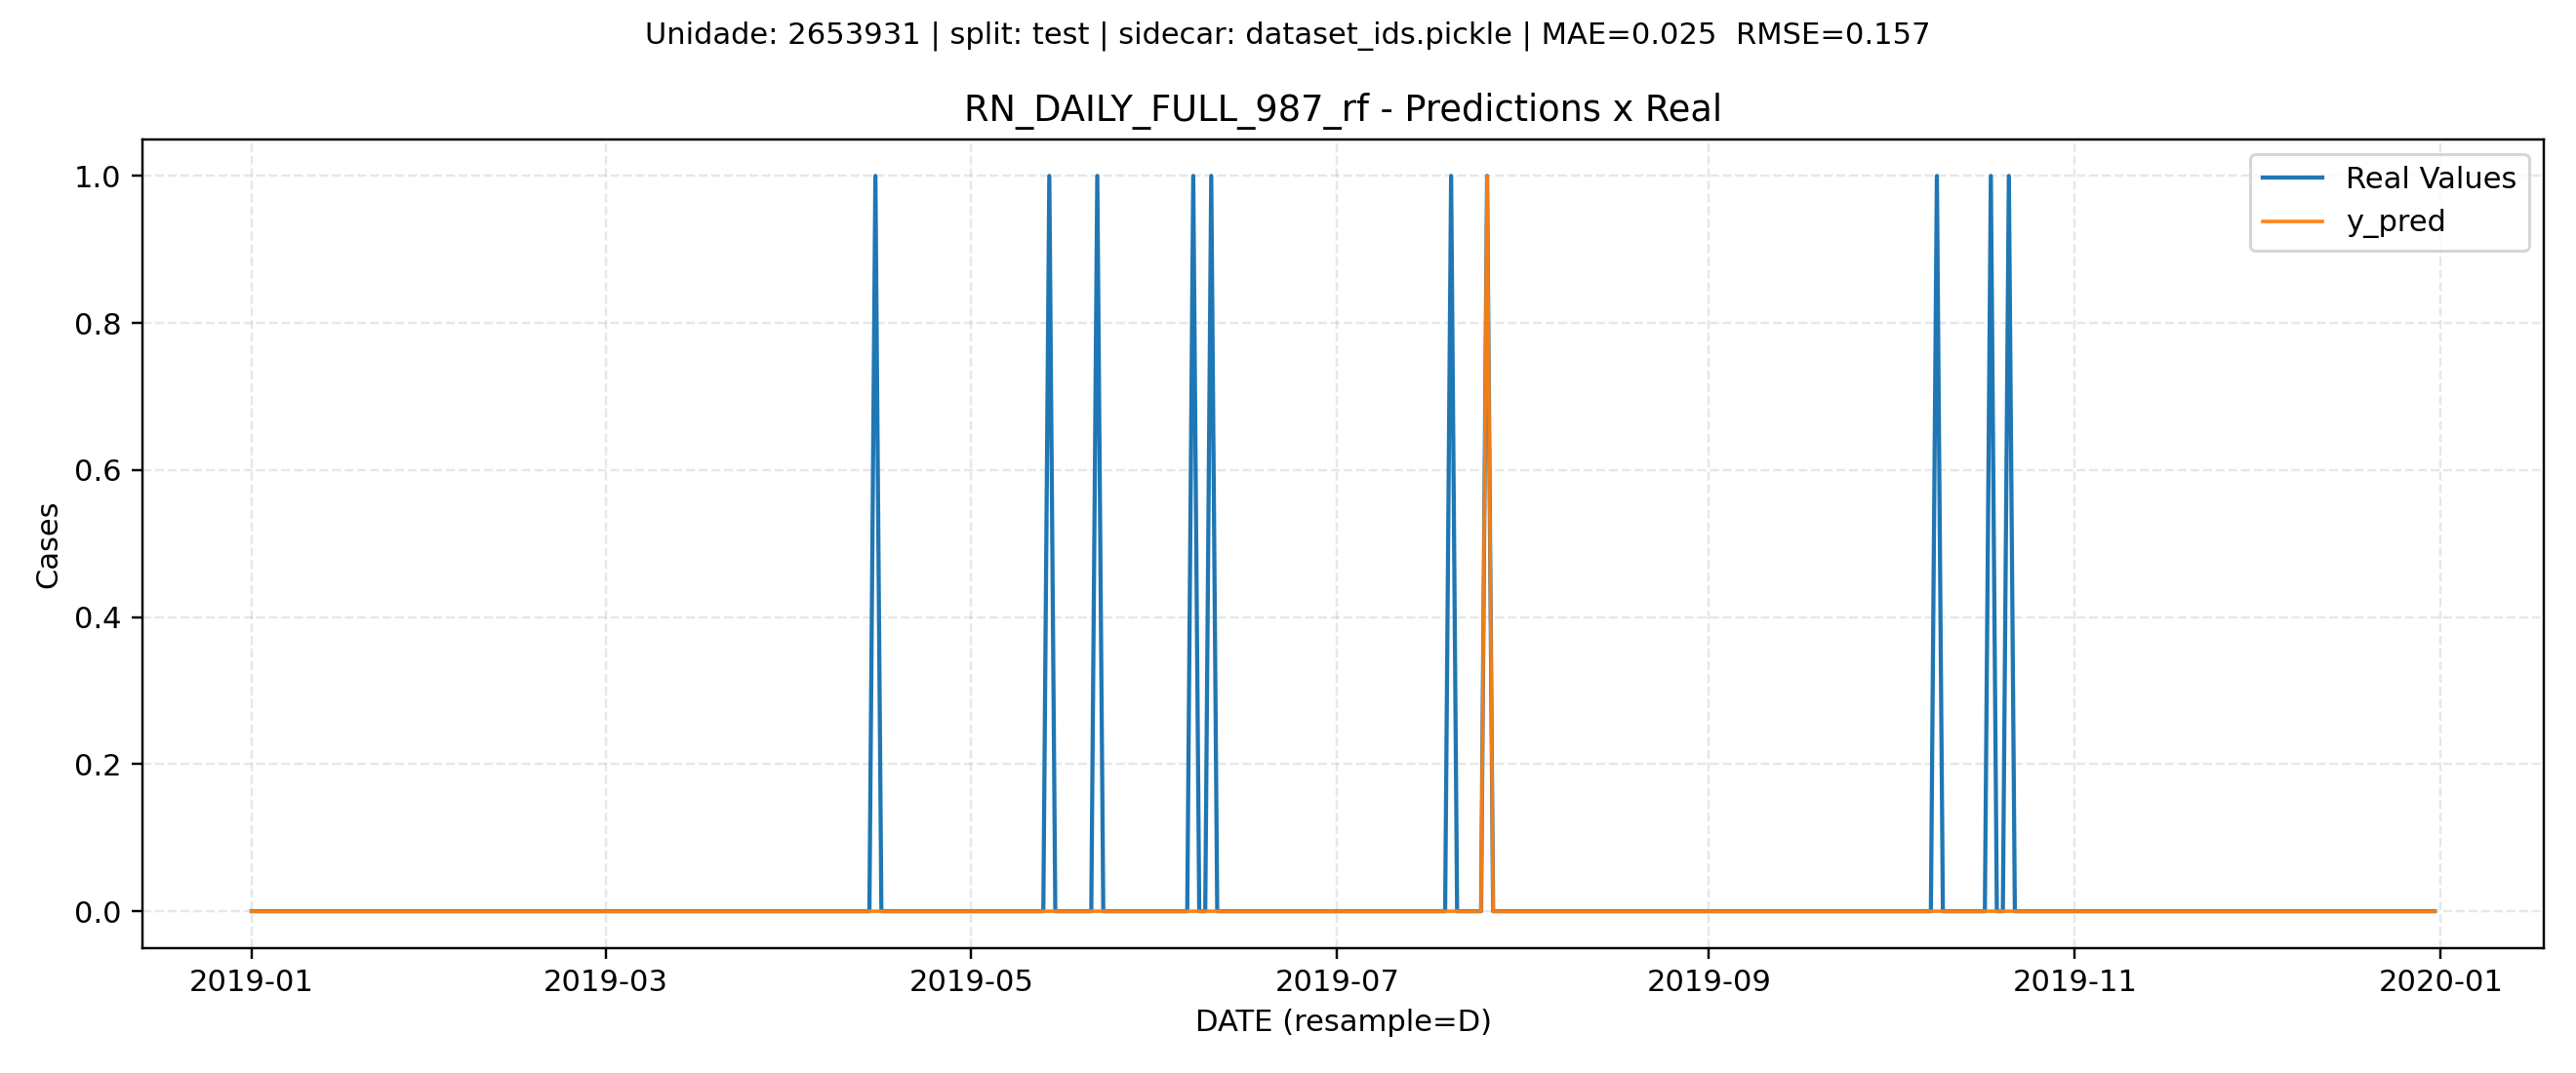 Unidade: 2653931 | split: test | sidecar: dataset_ids.pickle | MAE=0.025  RMSE=0.157
RN_DAILY_FULL_987_rf - Predictions x Real
Real Values
y_pred
1.0
0.8
0.6
0.4
0.2
0.0
Cases
2019-01
2019-03
2019-05
2019-07
2019-09
2019-11
2020-01
DATE (resample=D)